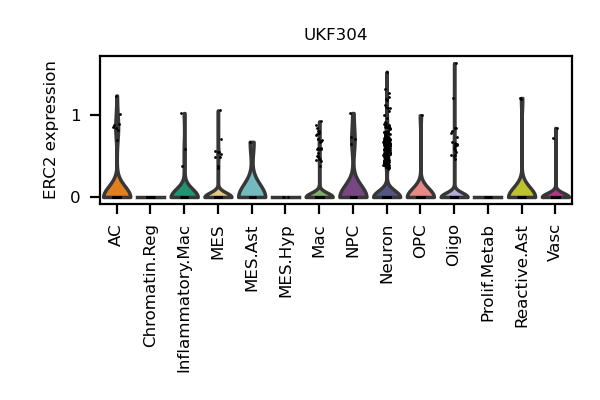 UKF304
ERC2 expression
1
0
AC
Chromatin.Reg
Inflammatory.Mac
MES
MES.Ast
MES.Hyp
Mac
NPC
Neuron
OPC
Oligo
Prolif.Metab
Reactive.Ast
Vasc